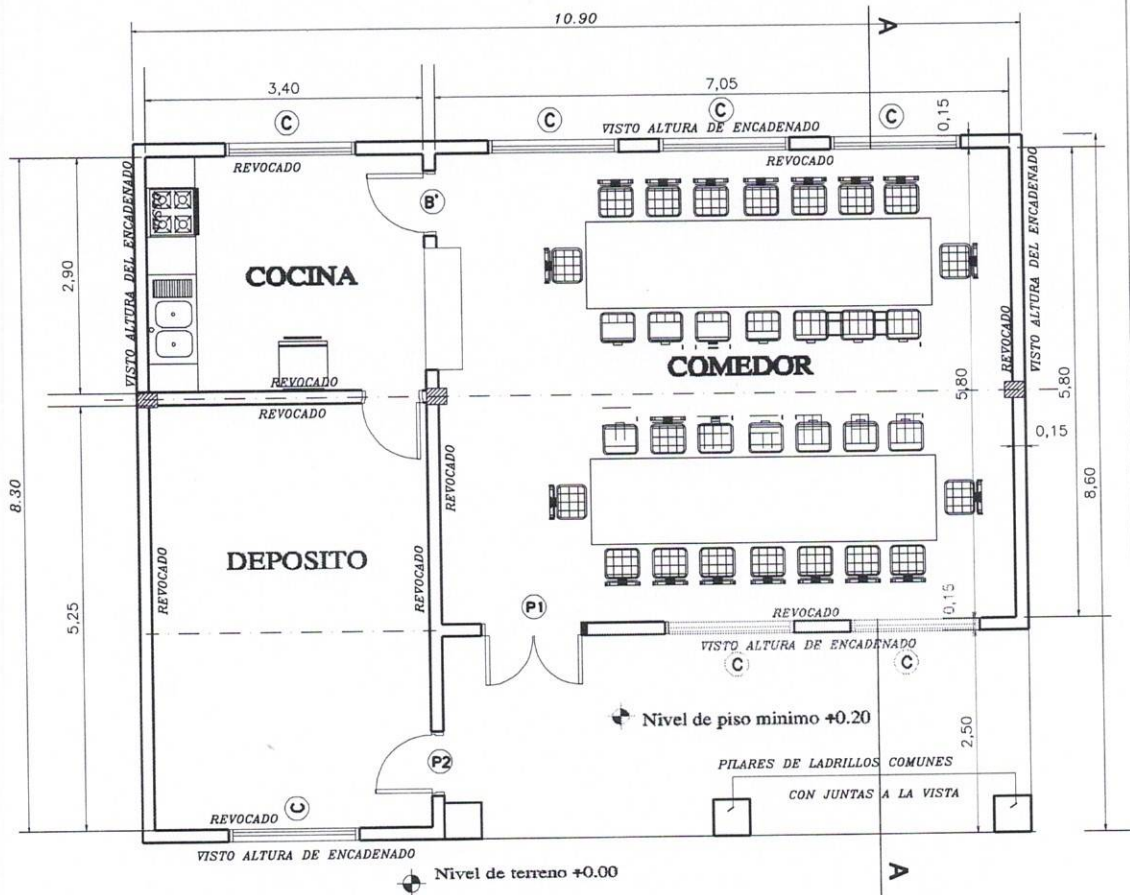 10.90
A
3,40
7,05
C
C
C
C
0,15
VISTO ALTURA DE ENCADENADO
REVOCADO
REVOCADO
VISTO ALTURA DEL ENCADENADO
2,90
B'
COCINA
COMEDOR
REVOCADO
VISTO ALTURA DEL ENCADENADO
5,80
5,80
REVOCADO
REVOCADO
0,15
8.30
8,60
REVOCADO
DEPOSITO
REVOCADO
REVOCADO
5,25
P1
REVOCADO
0,15
VISTO ALTURA DE ENCADENADO
C
C
Nivel de piso minimo +0.20
2,50
P2
PILARES DE LADRILLOS COMUNES
CON JUNTAS A LA VISTA
REVOCADO
C
VISTO ALTURA DE ENCADENADO
Nivel de terreno +0.00
A